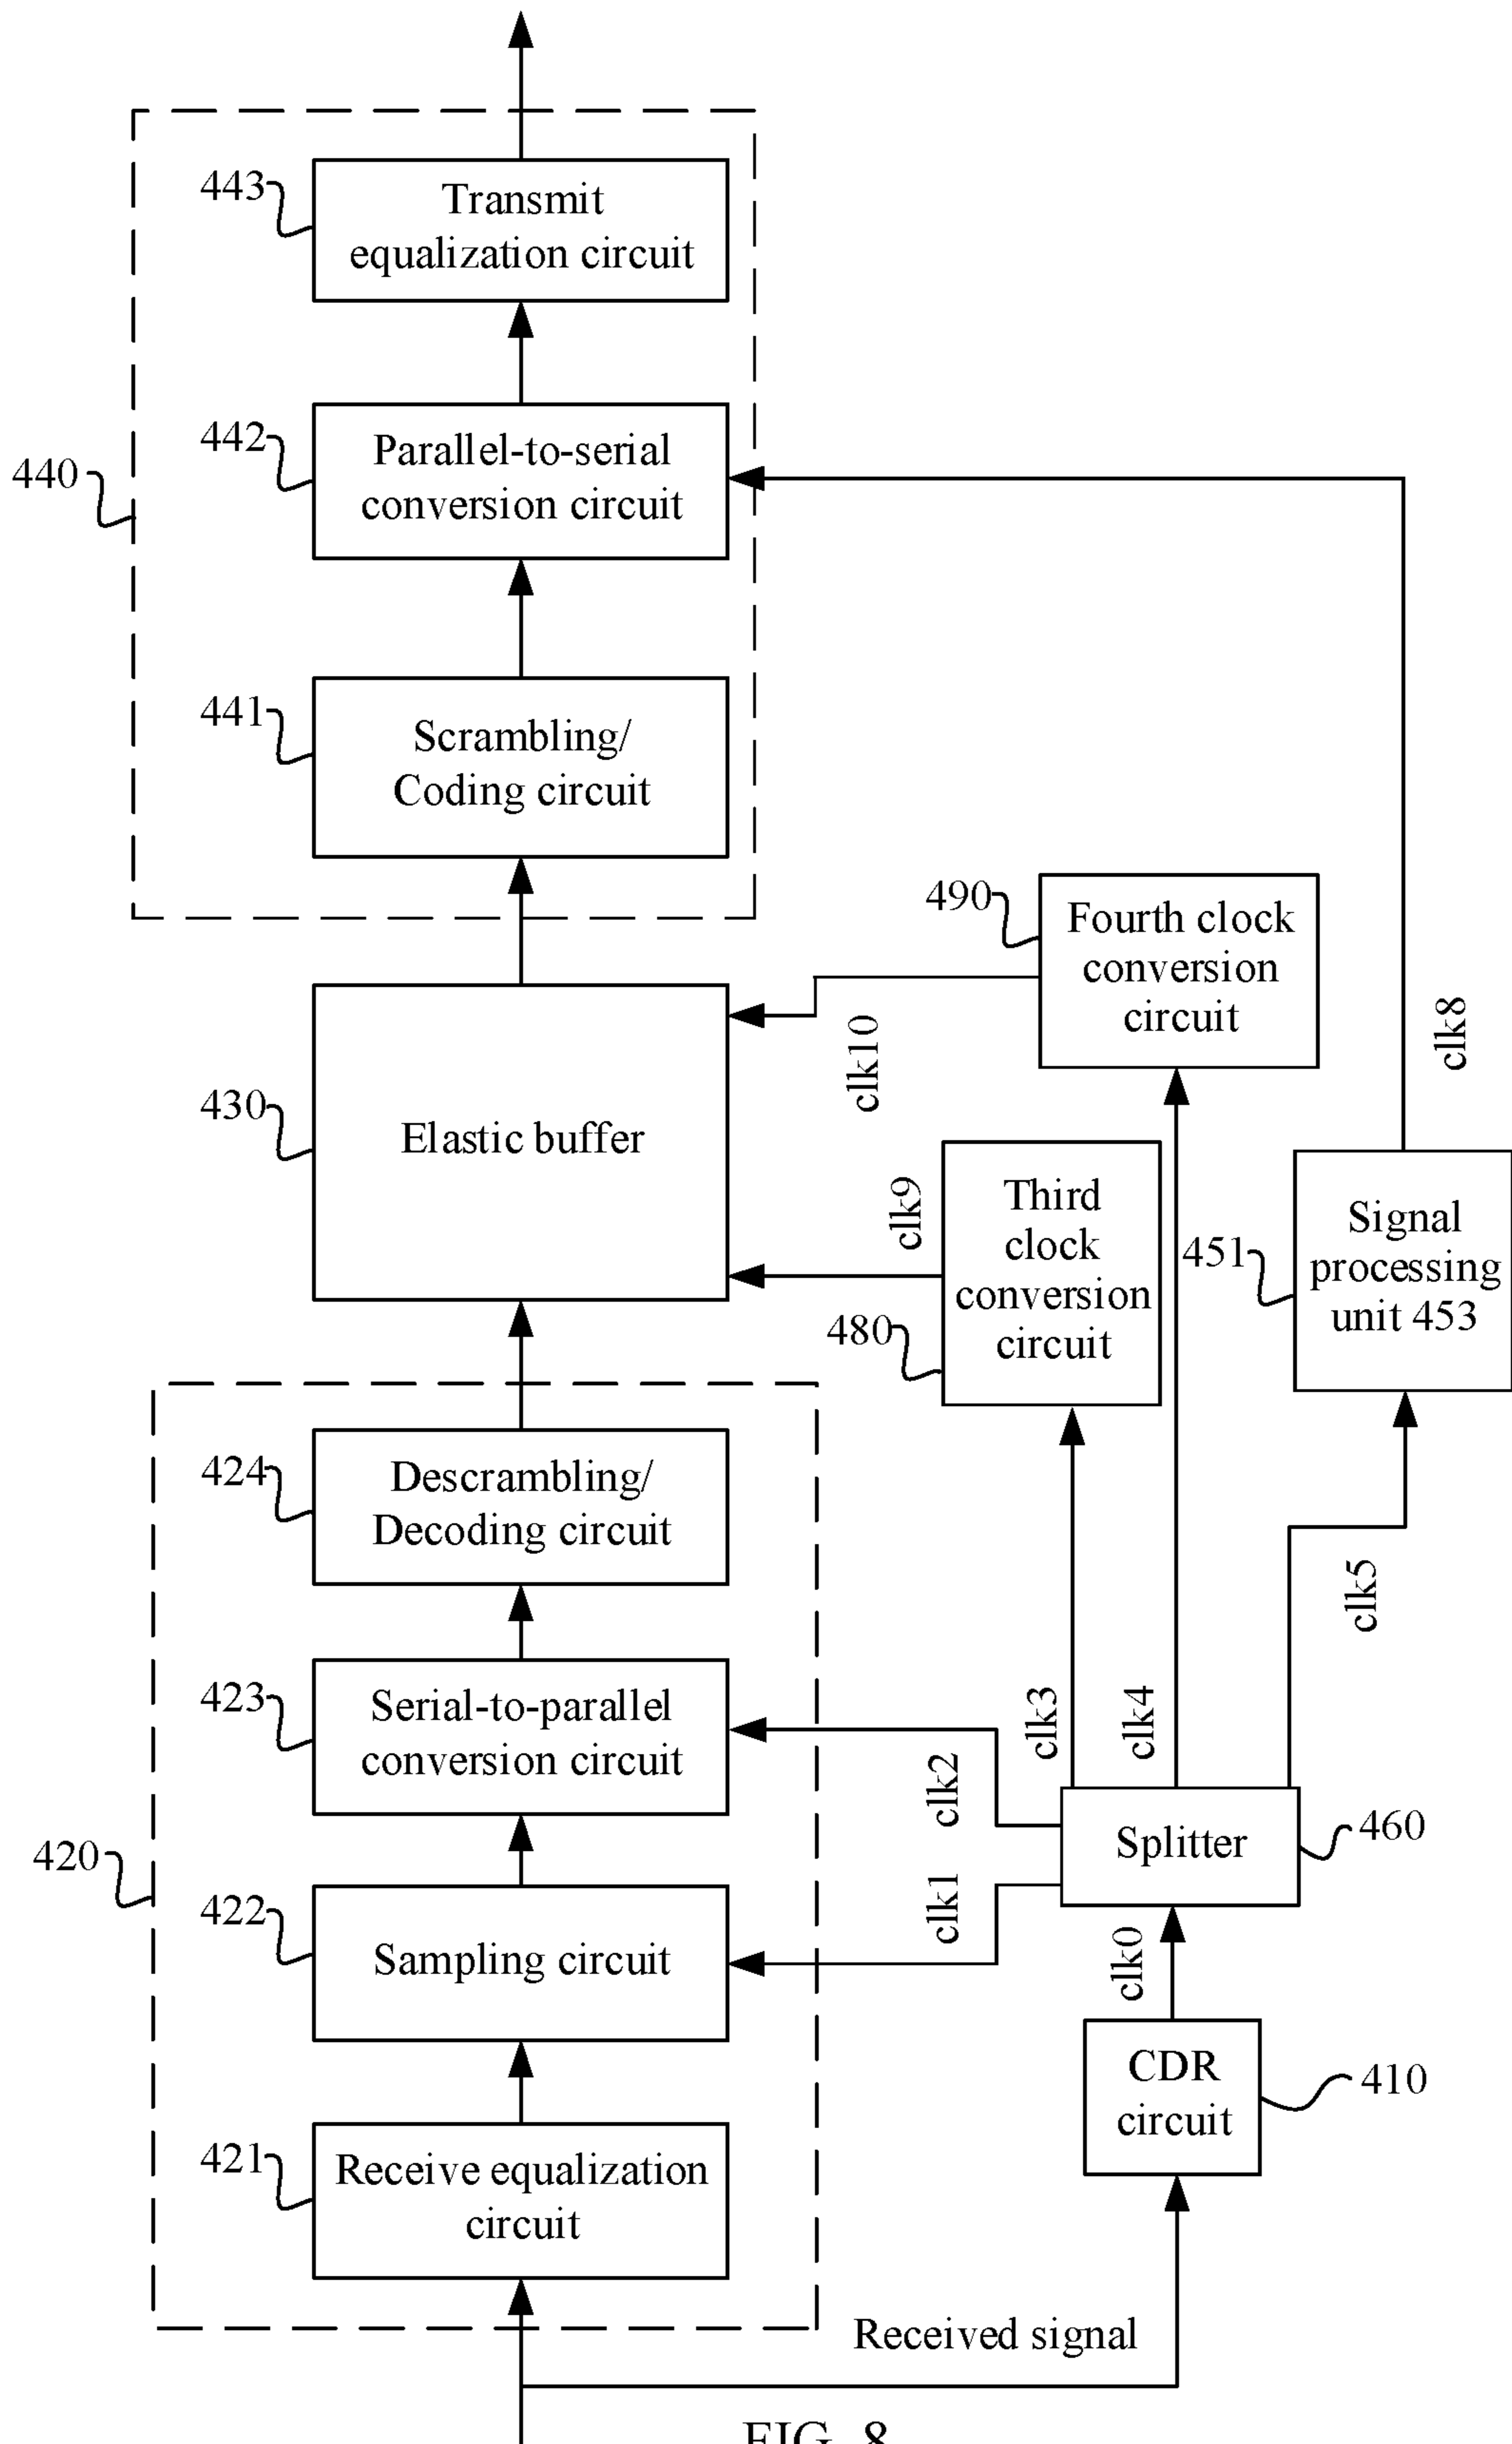 443
Transmit
equalization circuit
442
Parallel-to-serial
conversion circuit
440
441
Scrambling/
Coding circuit
490
Fourth clock
conversion
circuit
clk10
clk8
430
Elastic buffer
clk9
Third
clock
conversion
circuit
480
451
Signal
processing
unit 453
424
Descrambling/
Decoding circuit
clk5
423
Serial-to-parallel
conversion circuit
clk3
clk4
clk2
420
Splitter
460
422
Sampling circuit
clk1
clk0
CDR
circuit
410
421
Receive equalization
circuit
Received signal
FIG. 8